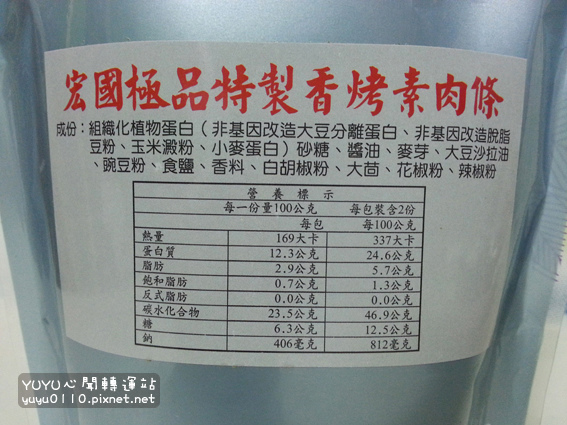 宏國極品特製香烤素肉條
成份：組織化植物蛋白（非基因改造大豆分離蛋白、非基因改造脫脂
豆粉、玉米澱粉、小麥蛋白）砂糖、醬油、麥芽、大豆沙拉油
、豌豆粉、食鹽、香料、白胡椒粉、大茴、花椒粉、辣椒粉
營養標示
每一份量100公克 每包裝含2份
每包 每100公克
熱量 169大卡 337大卡
蛋白質 12.3公克 24.6公克
脂肪 2.9公克 5.7公克
飽和脂肪 0.7公克 1.3公克
反式脂肪 0.0公克 0.0公克
碳水化合物 23.5公克 46.9公克
糖 6.3公克 12.5公克
鈉 406毫克 812毫克
YUYU心聞轉運站
yuyu0110.pixnet.net